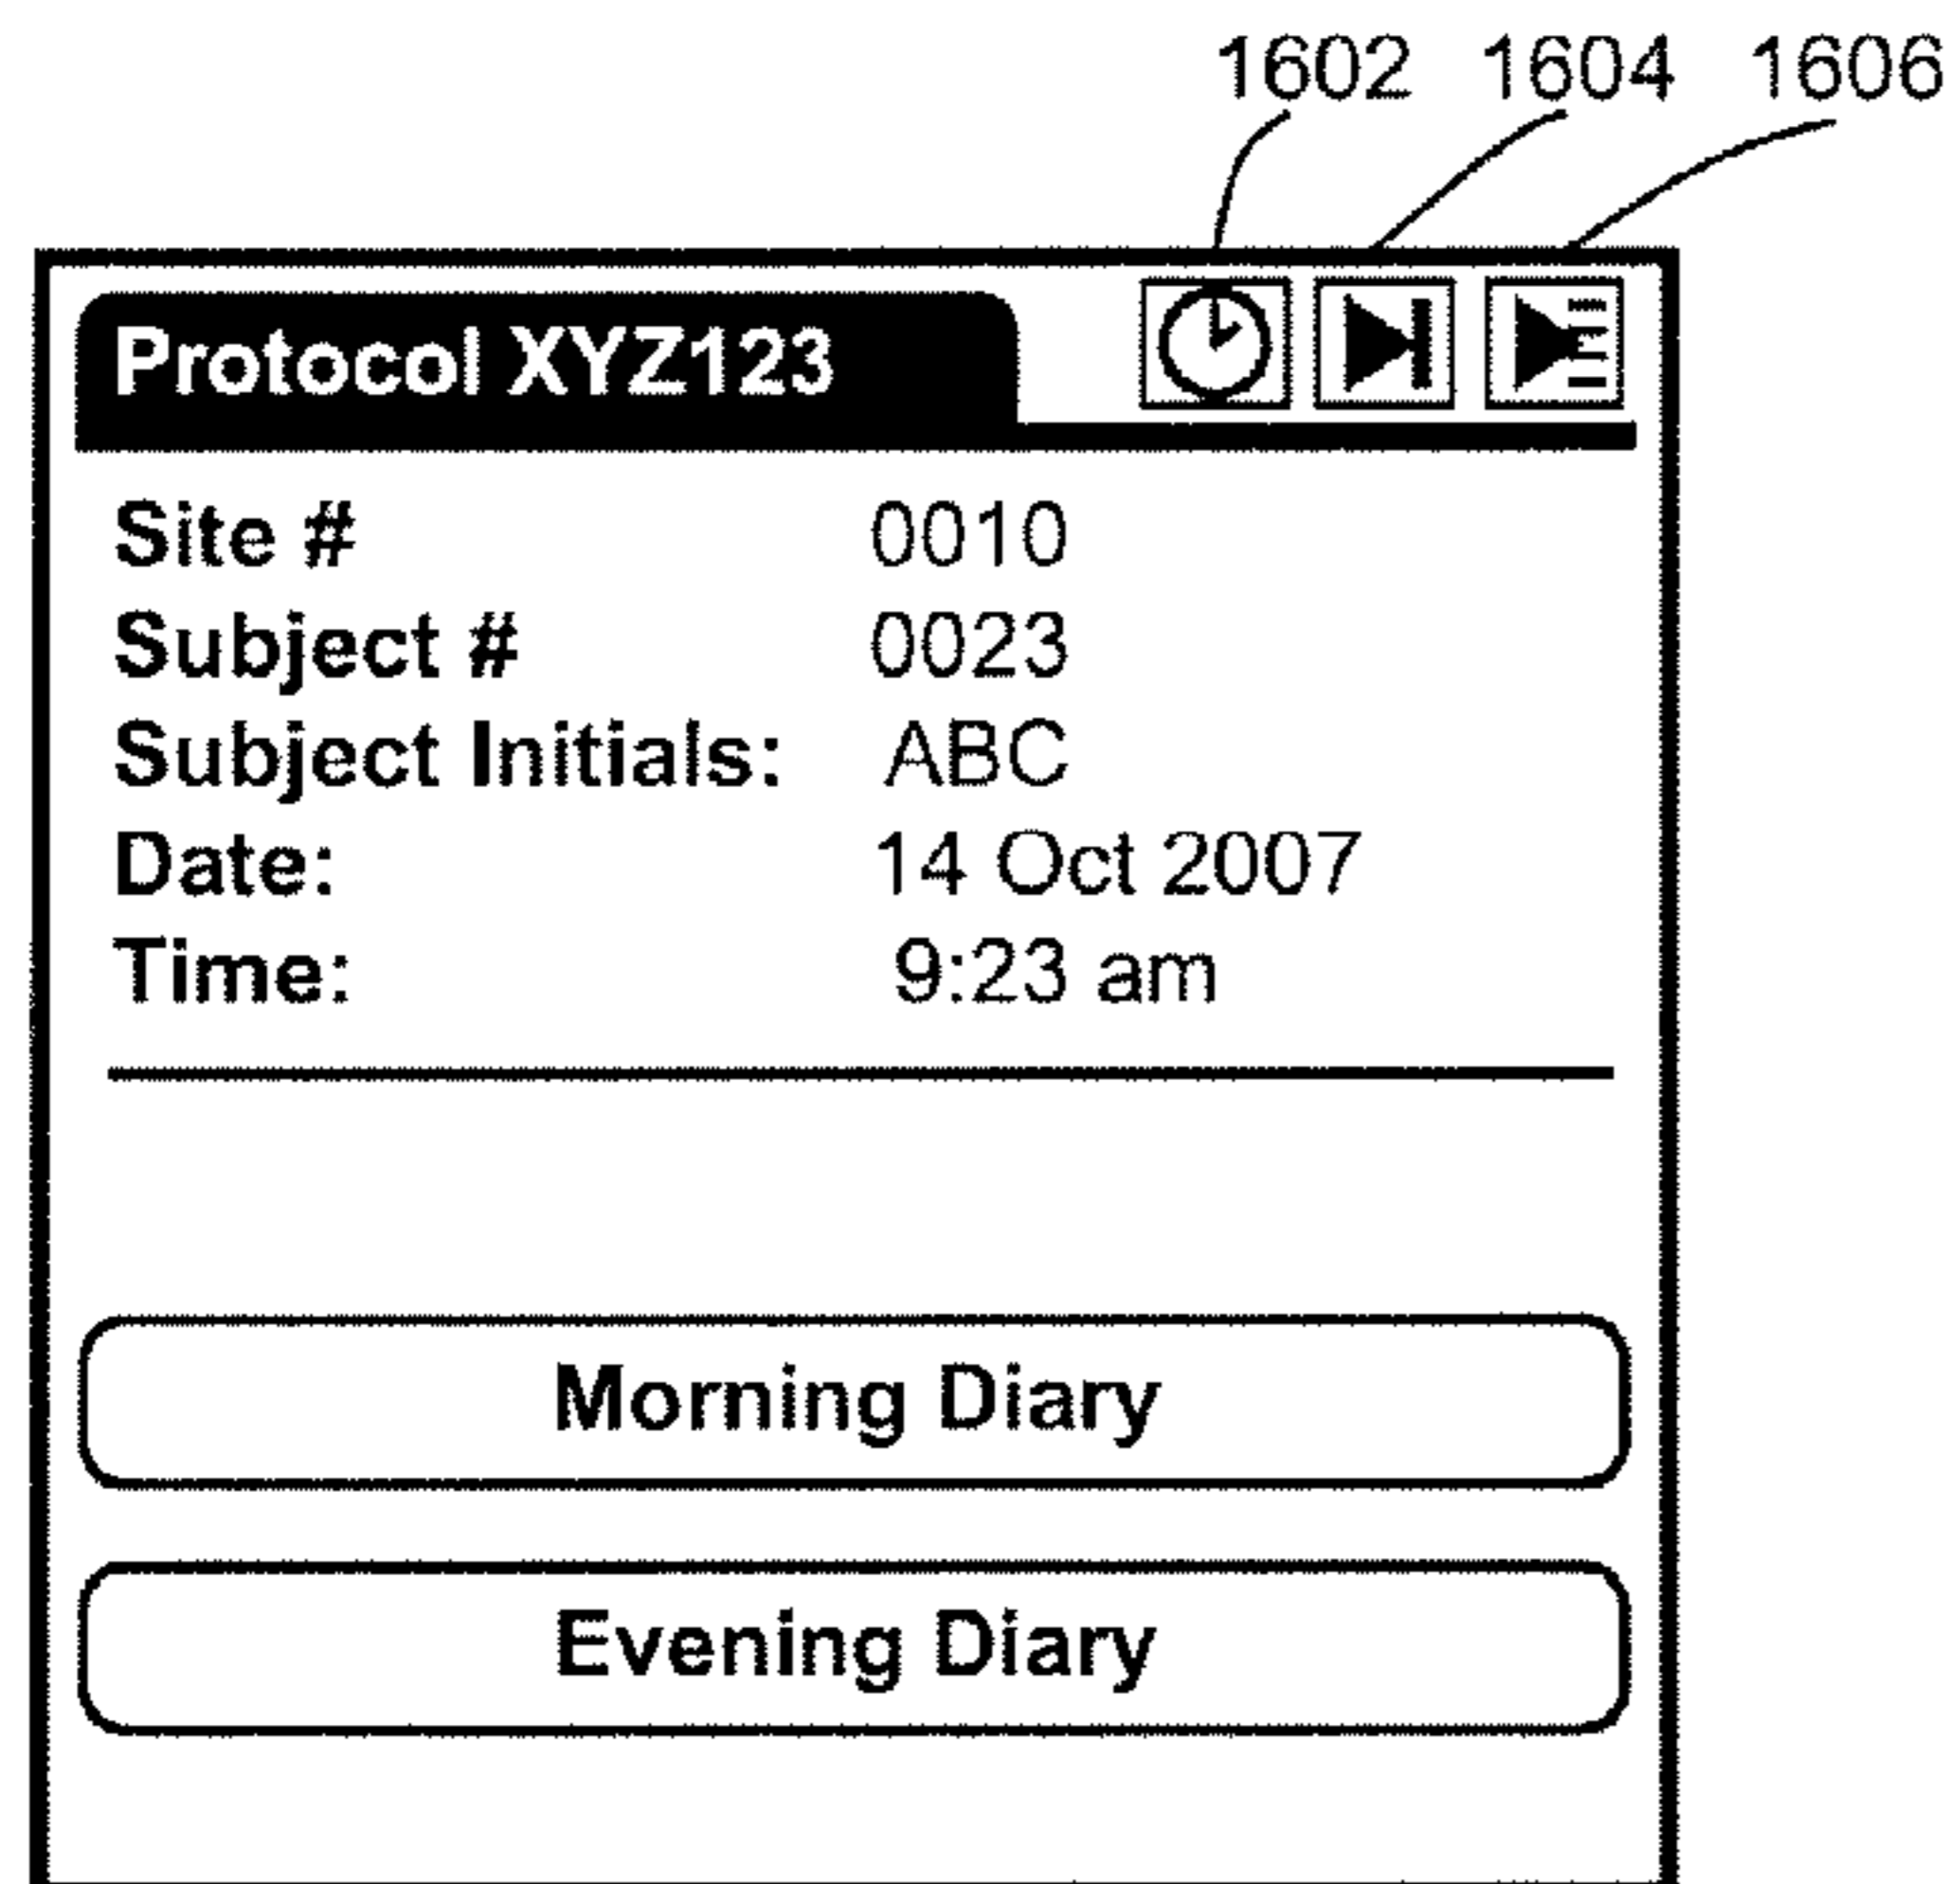 1602 1604 1606
Protocol XYZ123
Site # 0010
Subject # 0023
Subject Initials: ABC
Date: 14 Oct 2007
Time: 9:23 am
Morning Diary
Evening Diary